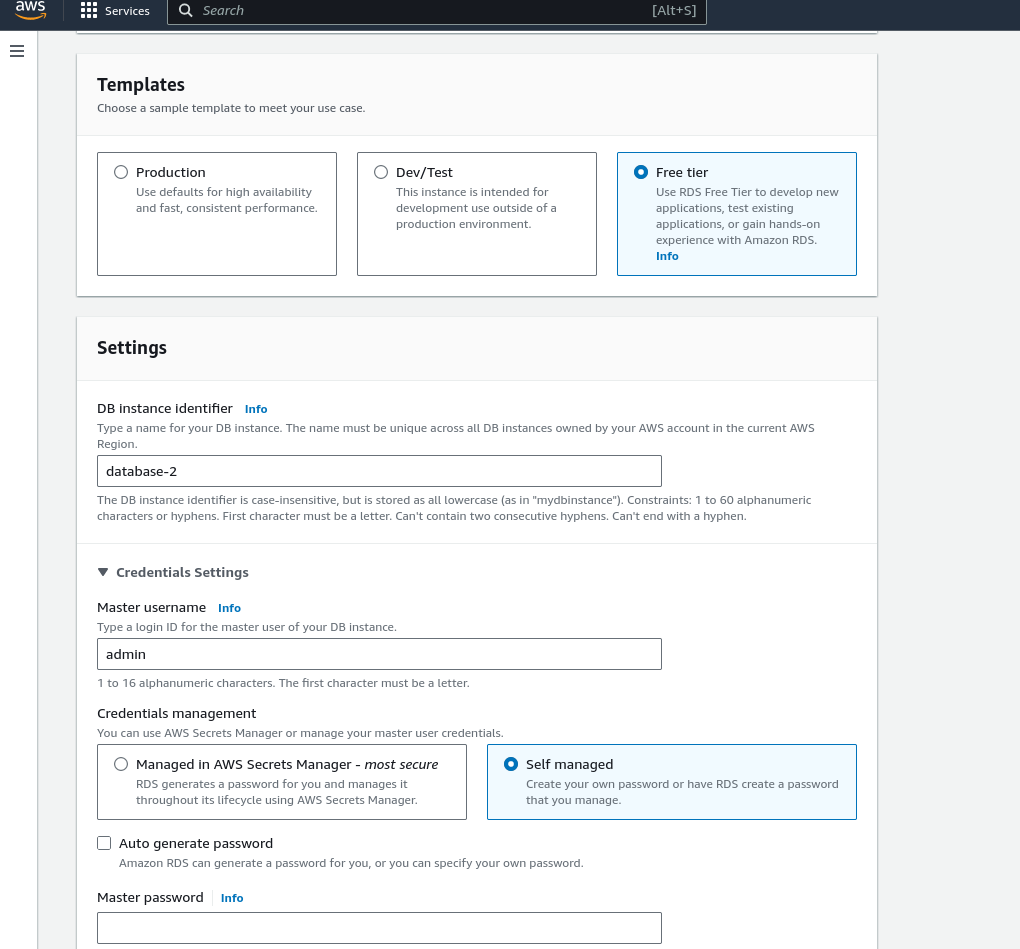 aws
Services
Search
[Alt+S]
Templates
Choose a sample template to meet your use case.
Production
Use defaults for high availability
and fast, consistent performance.
Dev/Test
This instance is intended for
development use outside of a
production environment.
Free tier
Use RDS Free Tier to develop new
applications, test existing
applications, or gain hands-on
experience with Amazon RDS.
Info
Settings
DB instance identifier Info
Type a name for your DB instance. The name must be unique across all DB instances owned by your AWS account in the current AWS
Region.
database-2
The DB instance identifier is case-insensitive, but is stored as all lowercase (as in "mydbinstance"). Constraints: 1 to 60 alphanumeric
characters or hyphens. First character must be a letter. Can't contain two consecutive hyphens. Can't end with a hyphen.
Credentials Settings
Master username Info
Type a login ID for the master user of your DB instance.
admin
1 to 16 alphanumeric characters. The first character must be a letter.
Credentials management
You can use AWS Secrets Manager or manage your master user credentials.
Managed in AWS Secrets Manager - most secure
RDS generates a password for you and manages it
throughout its lifecycle using AWS Secrets Manager.
Self managed
Create your own password or have RDS create a password
that you manage.
Auto generate password
Amazon RDS can generate a password for you, or you can specify your own password.
Master password Info